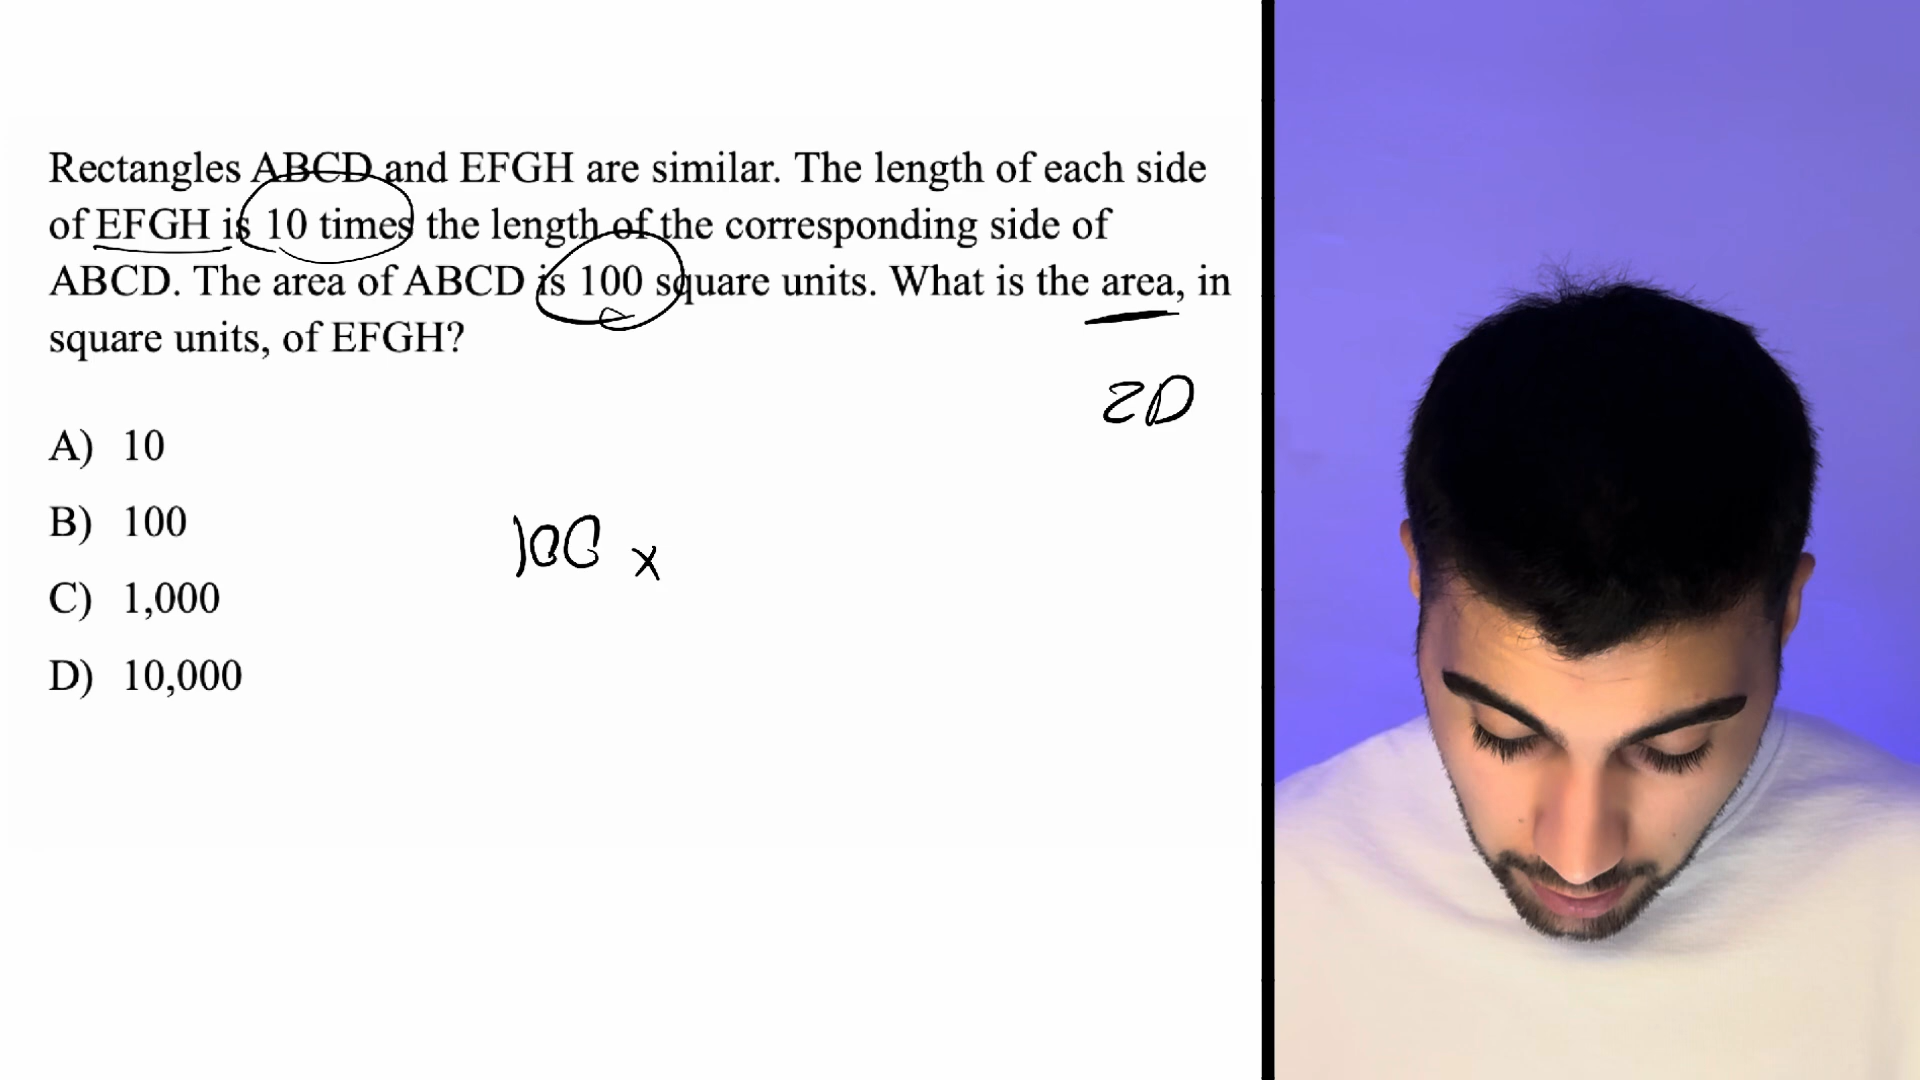 Rectangles ABCD and EFGH are similar. The length of each side
of EFGH is 10 times the length of the corresponding side of
ABCD. The area of ABCD is 100 square units. What is the area, in
square units, of EFGH?
2D
A) 10
B) 100
100 x
C) 1,000
D) 10,000